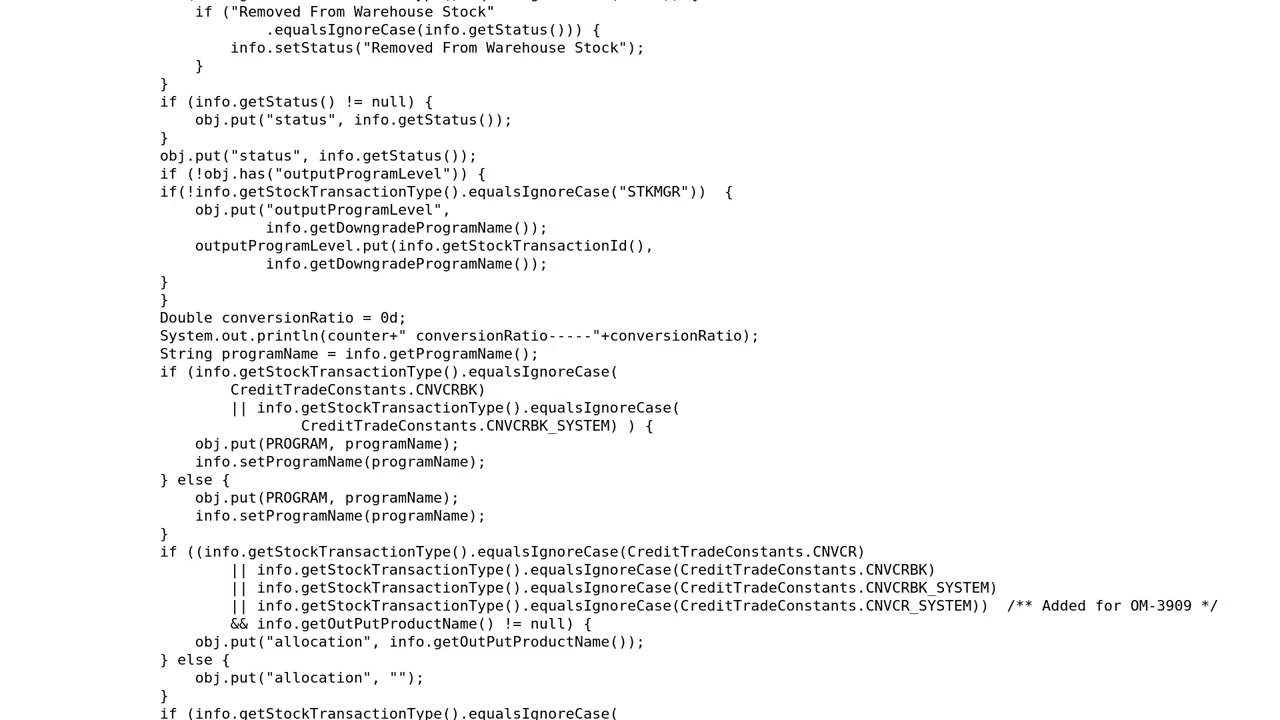 if ("Removed From Warehouse Stock"
.equalsIgnoreCase(info.getStatus())) {
info.setStatus("Removed From Warehouse Stock");
}
}
if (info.getStatus() != null) {
obj.put("status", info.getStatus());
}
obj.put("status", info.getStatus());
if (!obj.has("outputProgramLevel")) {
if(!info.getStockTransactionType().equalsIgnoreCase("STKMGR"))  {
obj.put("outputProgramLevel",
info.getDowngradeProgramName());
outputProgramLevel.put(info.getStockTransactionId(),
info.getDowngradeProgramName());
}
}
Double conversionRatio = 0d;
System.out.println(counter+" conversionRatio-----"+conversionRatio);
String programName = info.getProgramName();
if (info.getStockTransactionType().equalsIgnoreCase(
CreditTradeConstants.CNVCRBK)
|| info.getStockTransactionType().equalsIgnoreCase(
CreditTradeConstants.CNVCRBK_SYSTEM) ) {
obj.put(PROGRAM, programName);
info.setProgramName(programName);
} else {
obj.put(PROGRAM, programName);
info.setProgramName(programName);
}
if ((info.getStockTransactionType().equalsIgnoreCase(CreditTradeConstants.CNVCR)
|| info.getStockTransactionType().equalsIgnoreCase(CreditTradeConstants.CNVCRBK)
|| info.getStockTransactionType().equalsIgnoreCase(CreditTradeConstants.CNVCRBK_SYSTEM)
|| info.getStockTransactionType().equalsIgnoreCase(CreditTradeConstants.CNVCR_SYSTEM))  /** Added for OM-3909 */
&& info.getOutPutProductName() != null) {
obj.put("allocation", info.getOutPutProductName());
} else {
obj.put("allocation", "");
}
if (info.getStockTransactionType().equalsIgnoreCase(